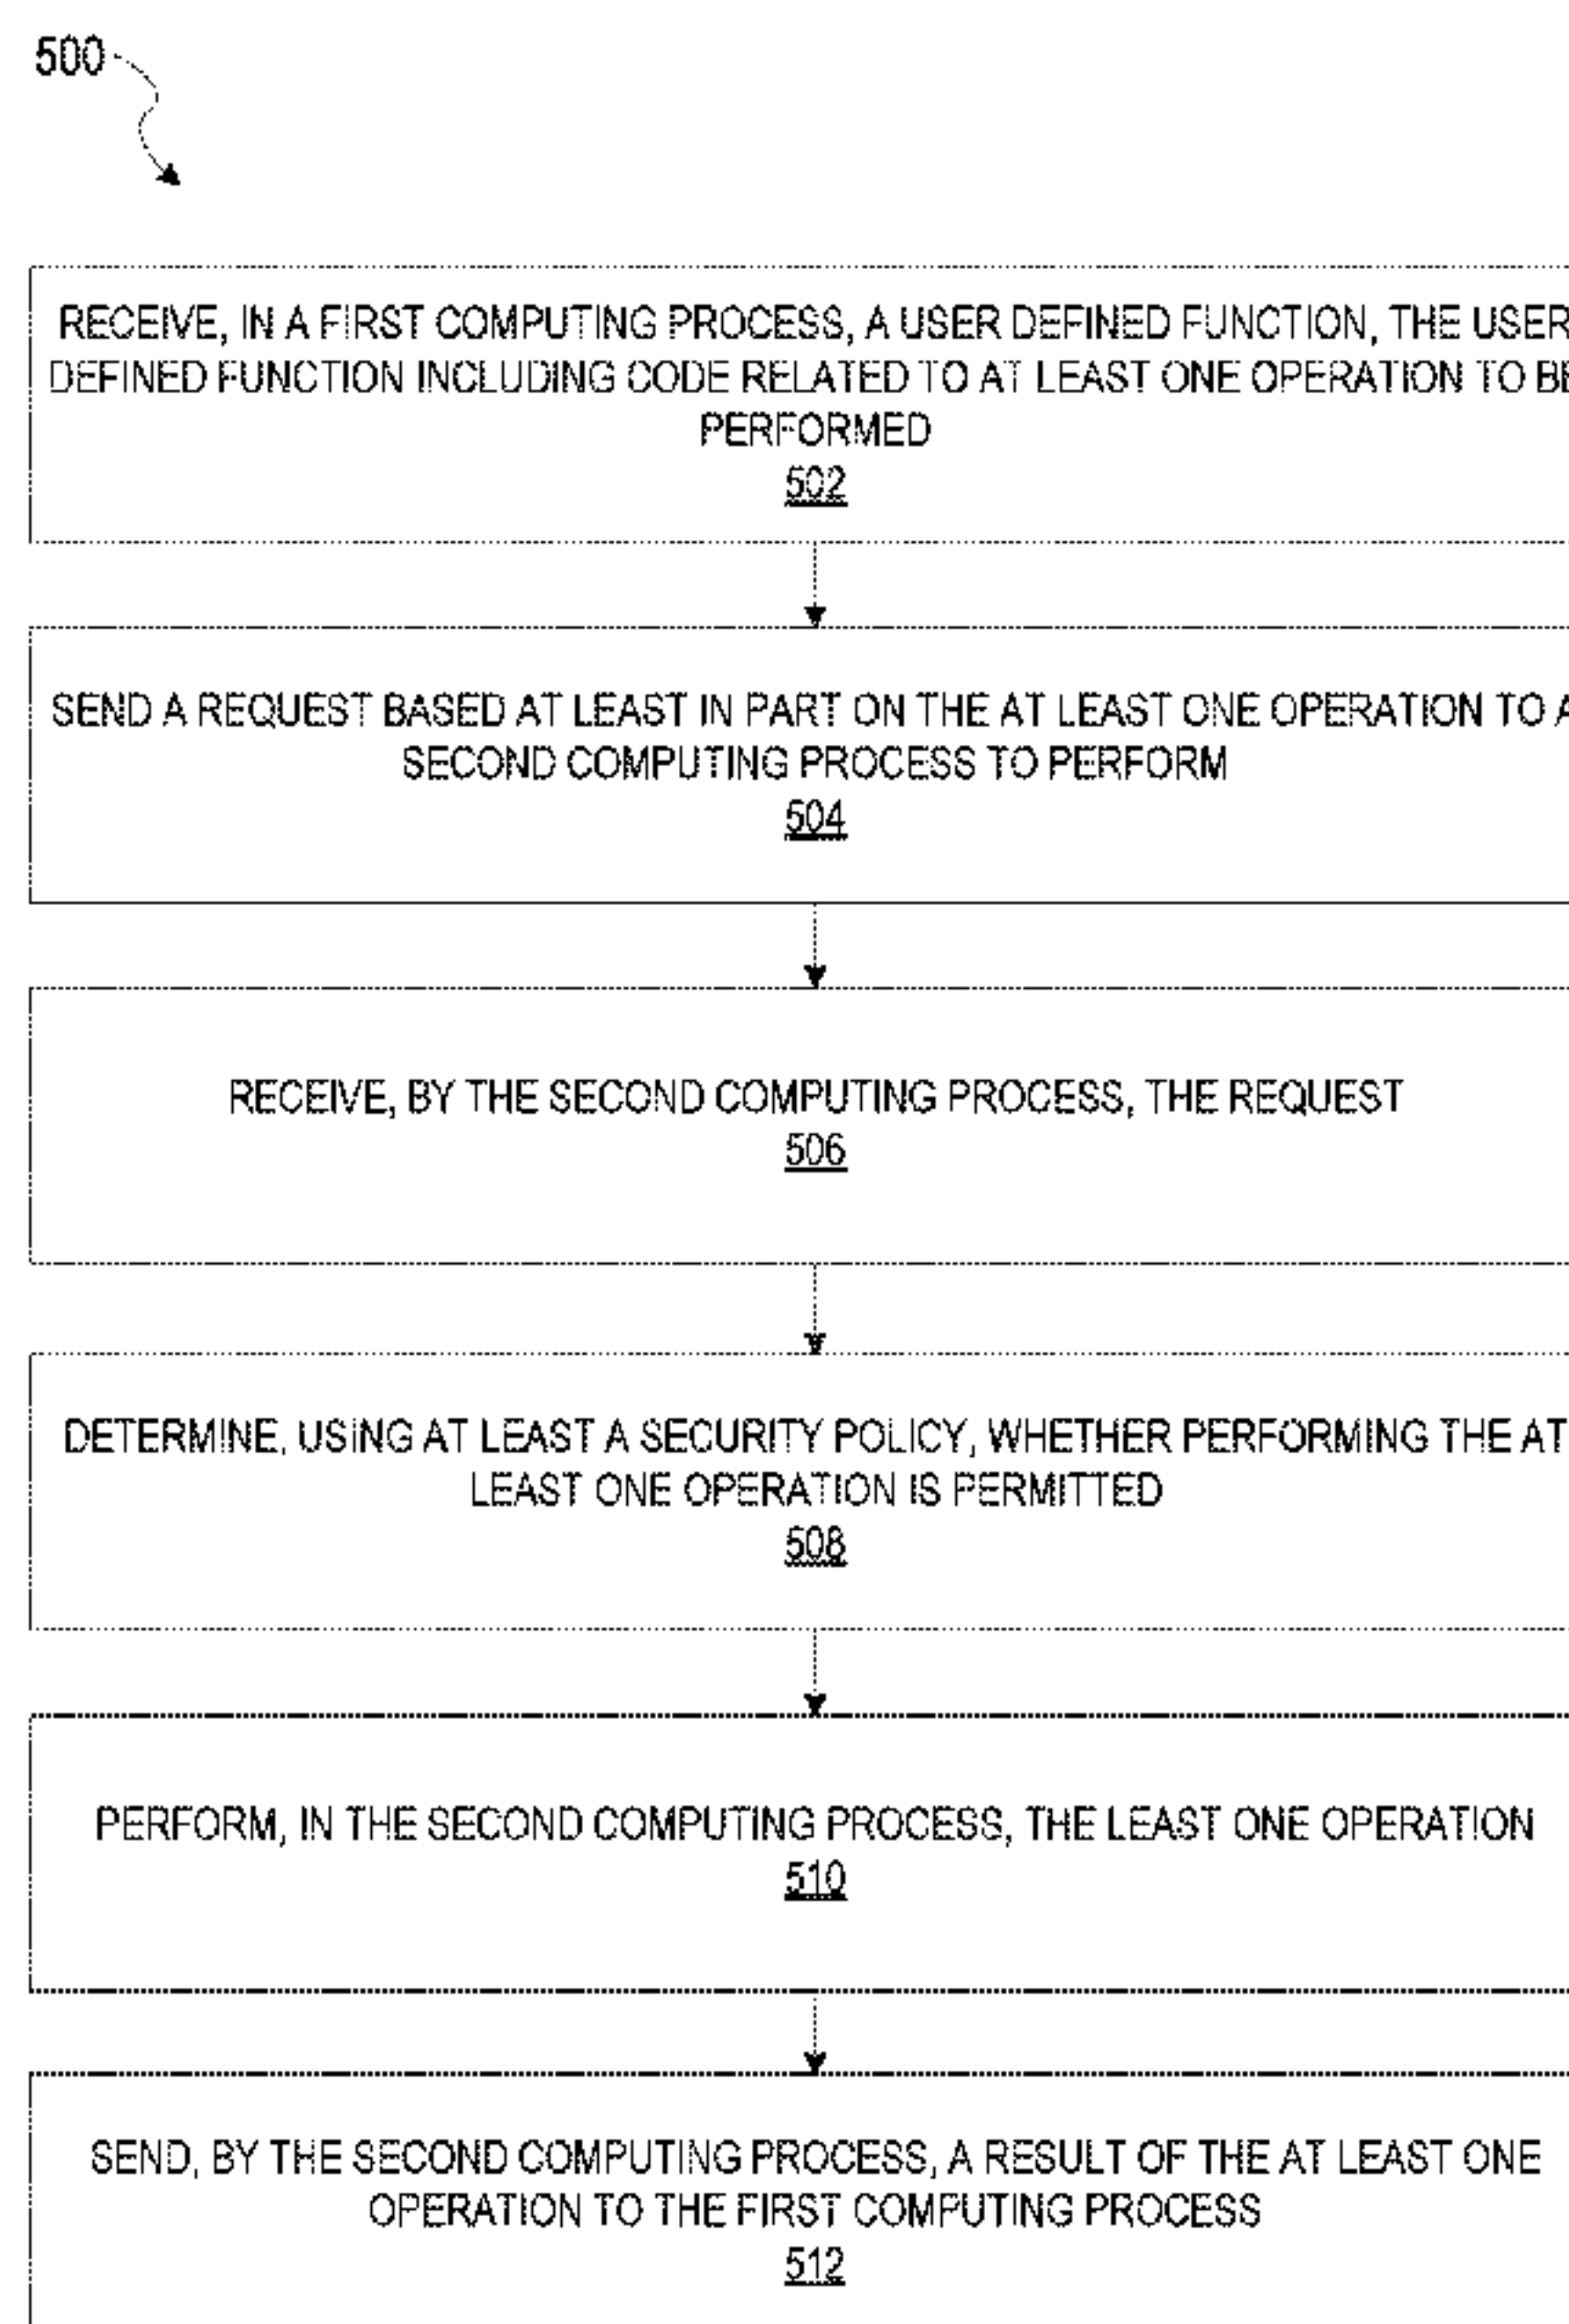 500
RECEIVE, IN A FIRST COMPUTING PROCESS, A USER DEFINED FUNCTION, THE USER
DEFINED FUNCTION INCLUDING CODE RELATED TO AT LEAST ONE OPERATION TO BE
PERFORMED
502
SEND A REQUEST BASED AT LEAST IN PART ON THE AT LEAST ONE OPERATION TO A
SECOND COMPUTING PROCESS TO PERFORM
504
RECEIVE, BY THE SECOND COMPUTING PROCESS, THE REQUEST
506
DETERMINE, USING AT LEAST A SECURITY POLICY, WHETHER PERFORMING THE AT
LEAST ONE OPERATION IS PERMITTED
508
PERFORM, IN THE SECOND COMPUTING PROCESS, THE LEAST ONE OPERATION
510
SEND, BY THE SECOND COMPUTING PROCESS, A RESULT OF THE AT LEAST ONE
OPERATION TO THE FIRST COMPUTING PROCESS
512